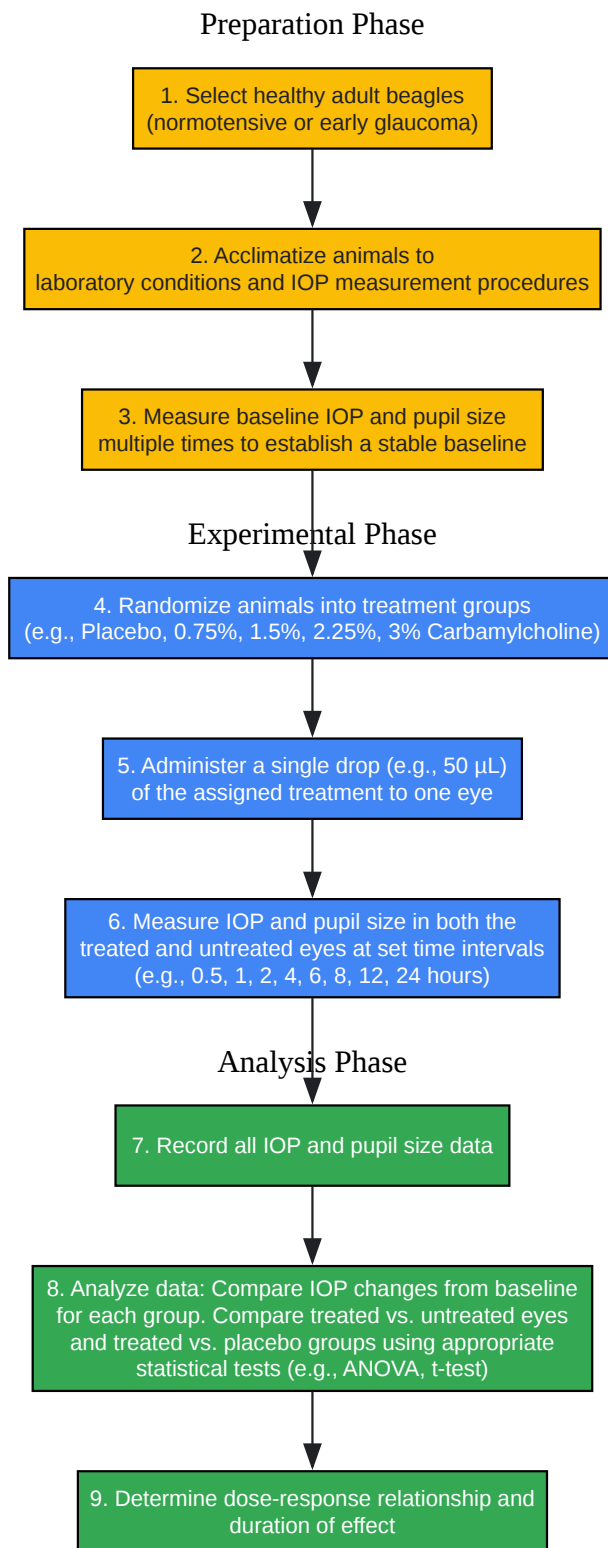 Preparation Phase
1. Select healthy adult beagles
(normotensive or early glaucoma)
2. Acclimatize animals to
laboratory conditions and IOP measurement procedures
3. Measure baseline IOP and pupil size
multiple times to establish a stable baseline
Experimental Phase
4. Randomize animals into treatment groups
(e.g., Placebo, 0.75%, 1.5%, 2.25%, 3% Carbamylcholine)
5. Administer a single drop (e.g., 50 µL)
of the assigned treatment to one eye
6. Measure IOP and pupil size in both the
treated and untreated eyes at set time intervals
(e.g., 0.5, 1, 2, 4, 6, 8, 12, 24 hours)
Analysis Phase
7. Record all IOP and pupil size data
8. Analyze data: Compare IOP changes from baseline
for each group. Compare treated vs. untreated eyes
and treated vs. placebo groups using appropriate
statistical tests (e.g., ANOVA, t-test)
9. Determine dose-response relationship and
duration of effect